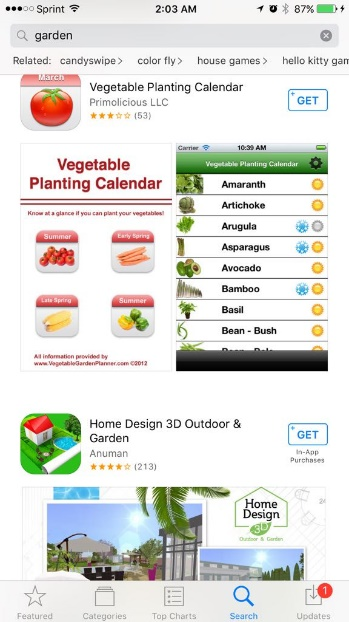 Sprint 2:03 AM 87%
garden
Related: candyswipe > color fly > house games > hello kitty gam
March
Vegetable Planting Calendar
Primolicious LLC
(53)
+ GET
Vegetable
Planting Calendar
Know at a glance if you can plant your vegetables!
Summer
Early Spring
Late Spring
Summer
All information provided by
www.VegetableGardenPlanner.com ©2012
Carrier 10:39 AM
Vegetable Planting Calendar
Amaranth
Artichoke
Arugula
Asparagus
Avocado
Bamboo
Basil
Bean - Bush
Home Design 3D Outdoor &
Garden
Anuman
(213)
+ GET
In-App
Purchases
Home
Design
3D
Outdoor & Garden
24
Featured Categories Top Charts Search Updates
1